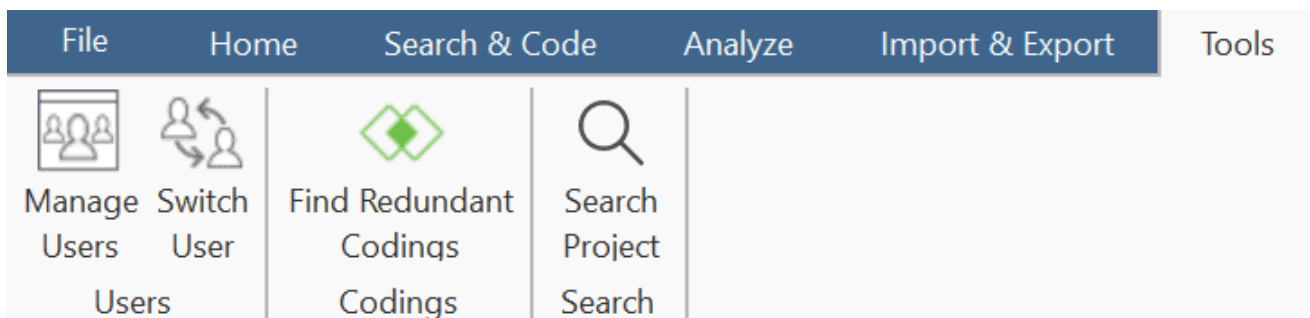 File Home Search & Code Analyze Import & Export Tools
Manage Switch Find Redundant Search
Users User Codings Project
Users Codings Search